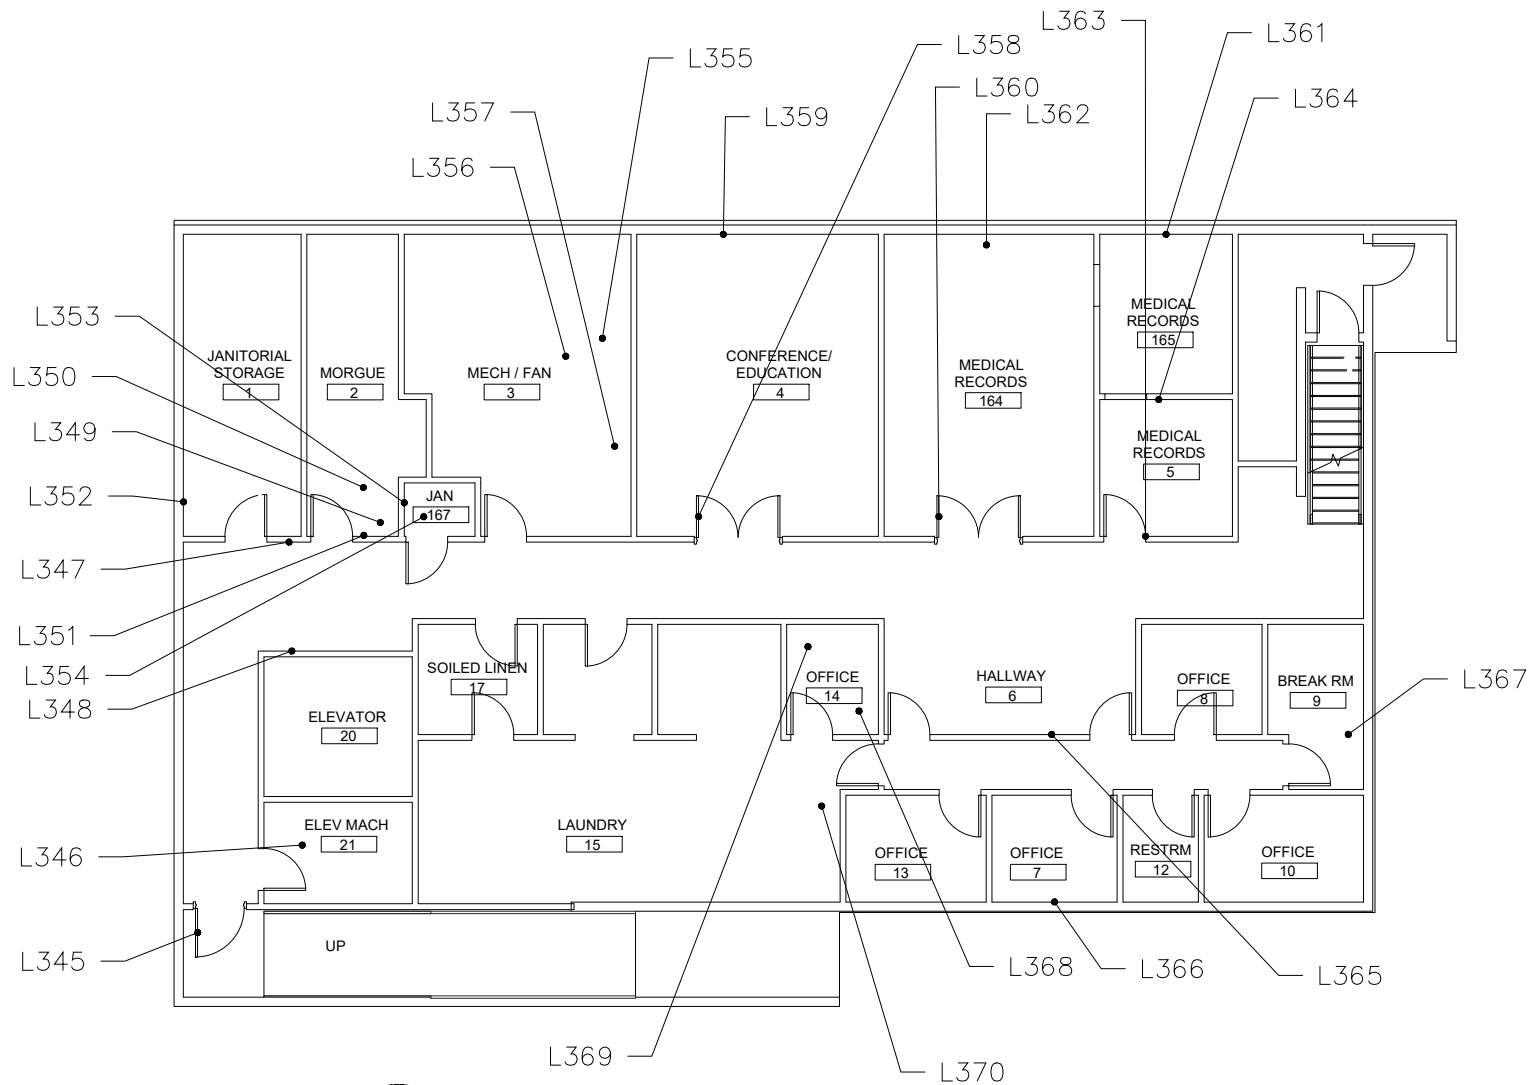 L363
L361
L358
L355
L360
L364
L357
L359
L362
L356
L353
MEDICAL
RECORDS
165
JANITORIAL
STORAGE
1
MORGUE
2
MECH / FAN
3
CONFERENCE/
EDUCATION
4
MEDICAL
RECORDS
164
L350
L349
MEDICAL
RECORDS
5
L352
JAN
167
L347
L351
L354
L348
SOILED LINEN
17
OFFICE
14
HALLWAY
6
OFFICE
8
BREAK RM
9
L367
ELEVATOR
20
ELEV MACH
21
LAUNDRY
15
OFFICE
13
OFFICE
7
RESTRM
12
OFFICE
10
L346
L345
UP
L368
L366
L365
L369
L370